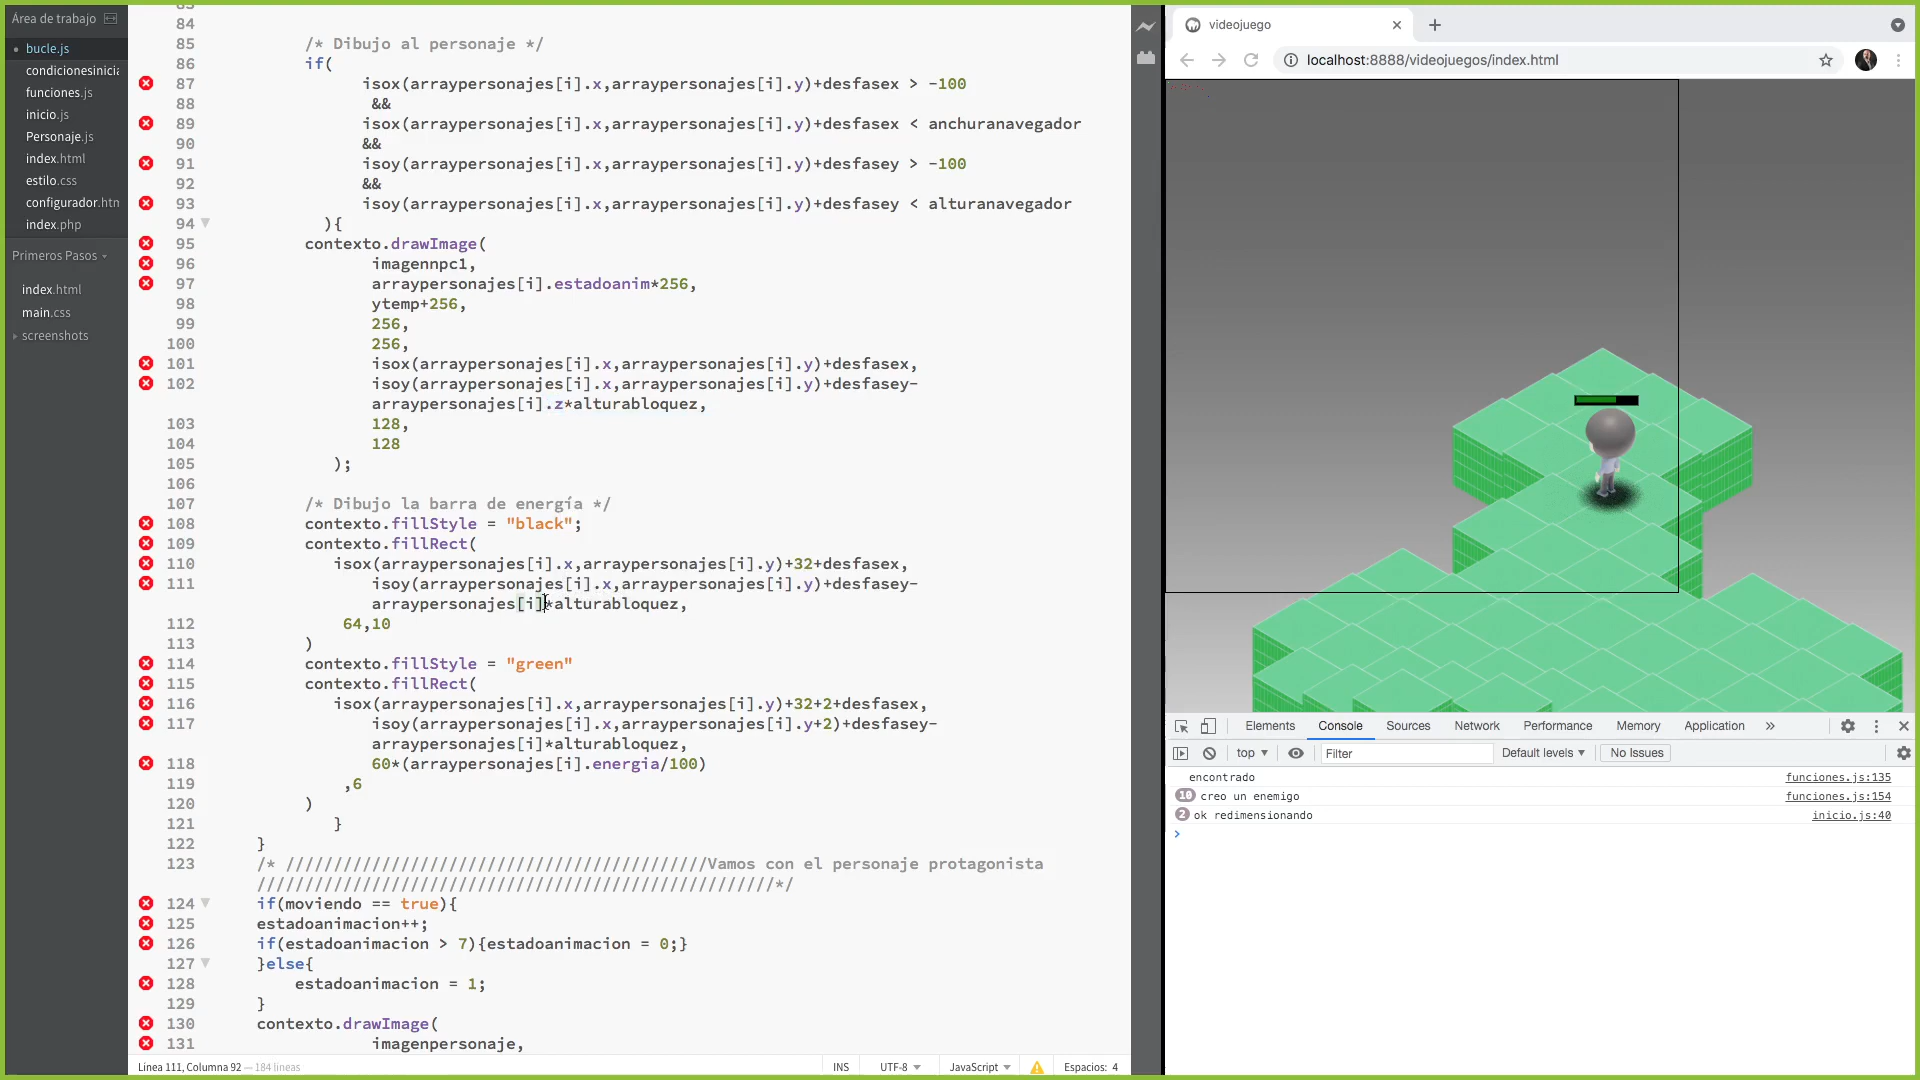 Área de trabajo
bucle.js
condicionesinicia
funciones.js
inicio.js
Personaje.js
index.html
estilo.css
configurador.htm
index.php
Primeros Pasos
index.html
main.css
screenshots
83
84
85 /* Dibujo al personaje */
86 if(
87 isox(arraypersonajes[i].x,arraypersonajes[i].y)+desfasex > -100
88 &&
89 isox(arraypersonajes[i].x,arraypersonajes[i].y)+desfasex < anchuranavegador
90 &&
91 isoy(arraypersonajes[i].x,arraypersonajes[i].y)+desfasey > -100
92 &&
93 isoy(arraypersonajes[i].x,arraypersonajes[i].y)+desfasey < alturanavegador
94 ){
95 contexto.drawImage(
96 imagennpc1,
97 arraypersonajes[i].estadoanim*256,
98 ytemp+256,
99 256,
100 256,
101 isox(arraypersonajes[i].x,arraypersonajes[i].y)+desfasex,
102 isoy(arraypersonajes[i].x,arraypersonajes[i].y)+desfasey-
arraypersonajes[i].z*alturabloquez,
103 128,
104 128
105 );
106
107 /* Dibujo la barra de energía */
108 contexto.fillStyle = "black";
109 contexto.fillRect(
110 isox(arraypersonajes[i].x,arraypersonajes[i].y)+32+desfasex,
111 isoy(arraypersonajes[i].x,arraypersonajes[i].y)+desfasey-
arraypersonajes[i]*alturabloquez,
112 64,10
113 )
114 contexto.fillStyle = "green"
115 contexto.fillRect(
116 isox(arraypersonajes[i].x,arraypersonajes[i].y)+32+2+desfasex,
117 isoy(arraypersonajes[i].x,arraypersonajes[i].y+2)+desfasey-
arraypersonajes[i]*alturabloquez,
118 60*(arraypersonajes[i].energia/100)
119 ,6
120 )
121 }
122 }
123 /* ////////////////////////////////////////////Vamos con el personaje protagonista
//////////////////////////////////////////////////////*/
124 if(moviendo == true){
125 estadoanimacion++;
126 if(estadoanimacion > 7){estadoanimacion = 0;}
127 }else{
128 estadoanimacion = 1;
129 }
130 contexto.drawImage(
131 imagenpersonaje,
Línea 111, Columna 92 — 184 líneas
INS UTF-8 JavaScript Espacios: 4
videojuego
localhost:8888/videojuegos/index.html
Elements Console Sources Network Performance Memory Application »
top Filter Default levels No Issues
encontrado funciones.js:135
10 creo un enemigo funciones.js:154
2 ok redimensionando inicio.js:40